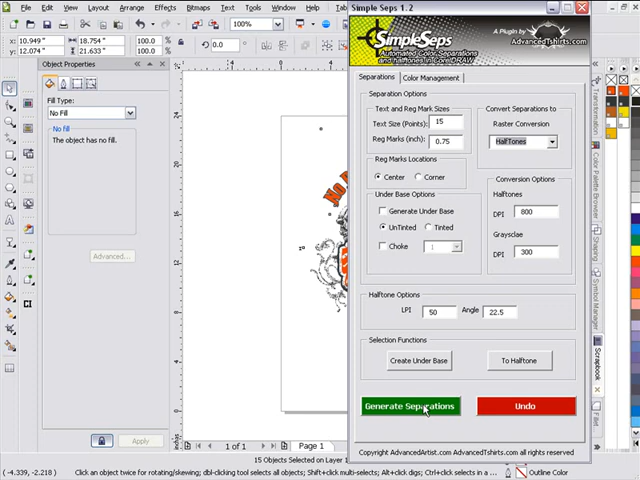 File Edit View Layout Arrange Effects Bitmaps
150%
x: 10.949 "
y: 12.074 "
18.754 "
21.633 "
100.0
100.0
0.0
Object Properties
Fill Type:
No Fill
No fill
The object has no fill.
Advanced...
Apply
NO
1 of 1
Page 1
15 Objects Selected on Layer 1
( -4.339, -2.218 )
Click an object twice for rotating/skewing; dbl-clicking tool selects all objects; Shift+click multi-selects; Alt+click digs; Ctrl+click selects in a
Outline Color
Simple Seps 1.2
SimpleSeps
Automated Color Separations
and halftones in Corel DRAW
A Plugin by
AdvancedTshirts.com
Separations
Color Management
Separation Options
Text and Reg Mark Sizes
Text Size (Points):
15
Reg Marks (inch):
0.75
Convert Separations to
Raster Conversion
HalfTones
Reg Marks Locations
Center
Corner
Under Base Options
Generate Under Base
UnTinted
Tinted
Choke
1
Conversion Options
Halftones
DPI
800
Graysclae
DPI
300
Halftone Options
LPI
50
Angle
22.5
Selection Functions
Create Under Base
To Halftone
Generate Separations
Undo
Copyright AdvancedArtist.com AdvancedTshirts.com all rights reserved
Transformation
Color Palette Browser
Shaping
Symbol Manager
Scrapbook
Fillet